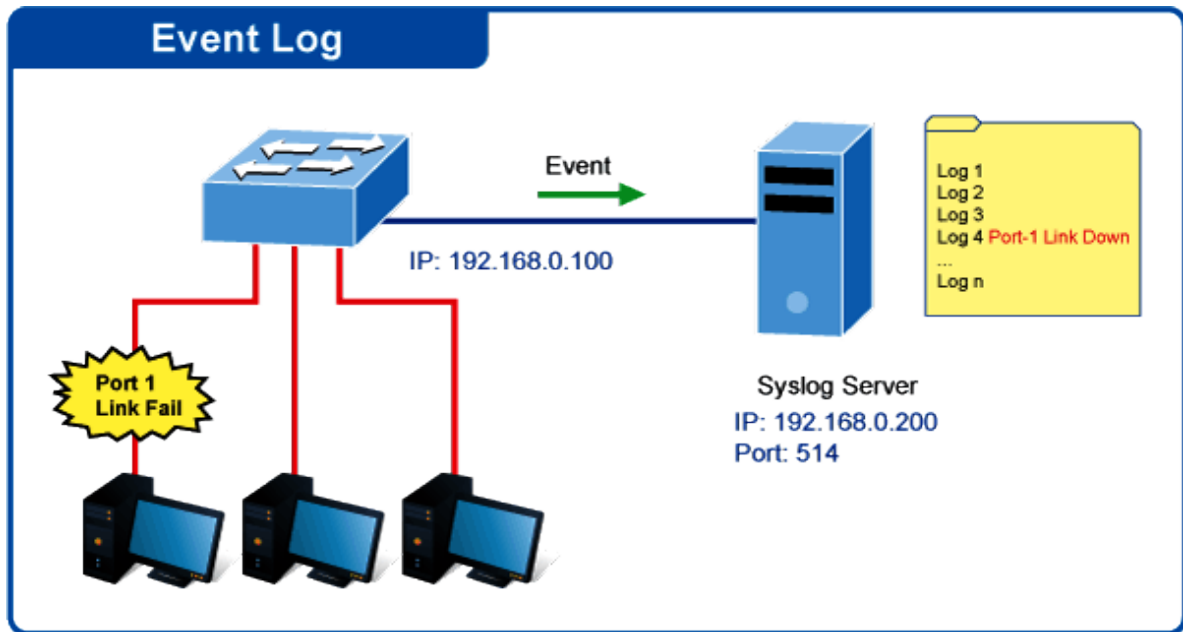 Event Log
Event
IP: 192.168.0.100
Port 1
Link Fail
Syslog Server
IP: 192.168.0.200
Port: 514
Log 1
Log 2
Log 3
Log 4 Port-1 Link Down
...
Log n